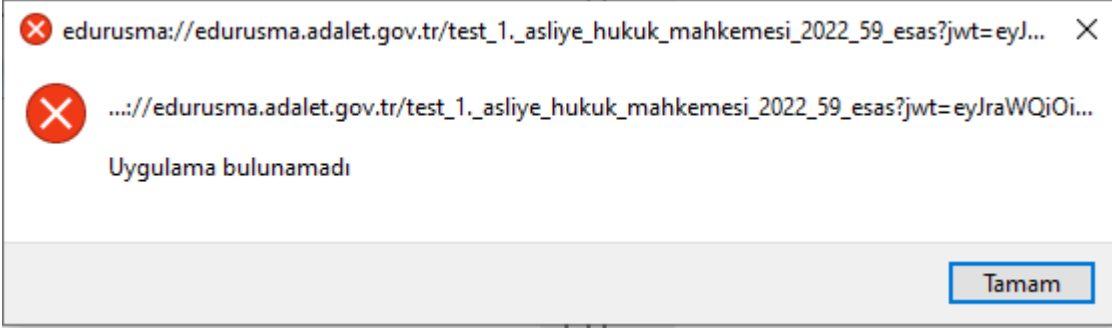 edurusma://edurusma.adalet.gov.tr/test_1._asliye_hukuk_mahkemesi_2022_59_esas?jwt=eyJ...
...://edurusma.adalet.gov.tr/test_1._asliye_hukuk_mahkemesi_2022_59_esas?jwt=eyJraWQiOi...
Uygulama bulunamadı
Tamam